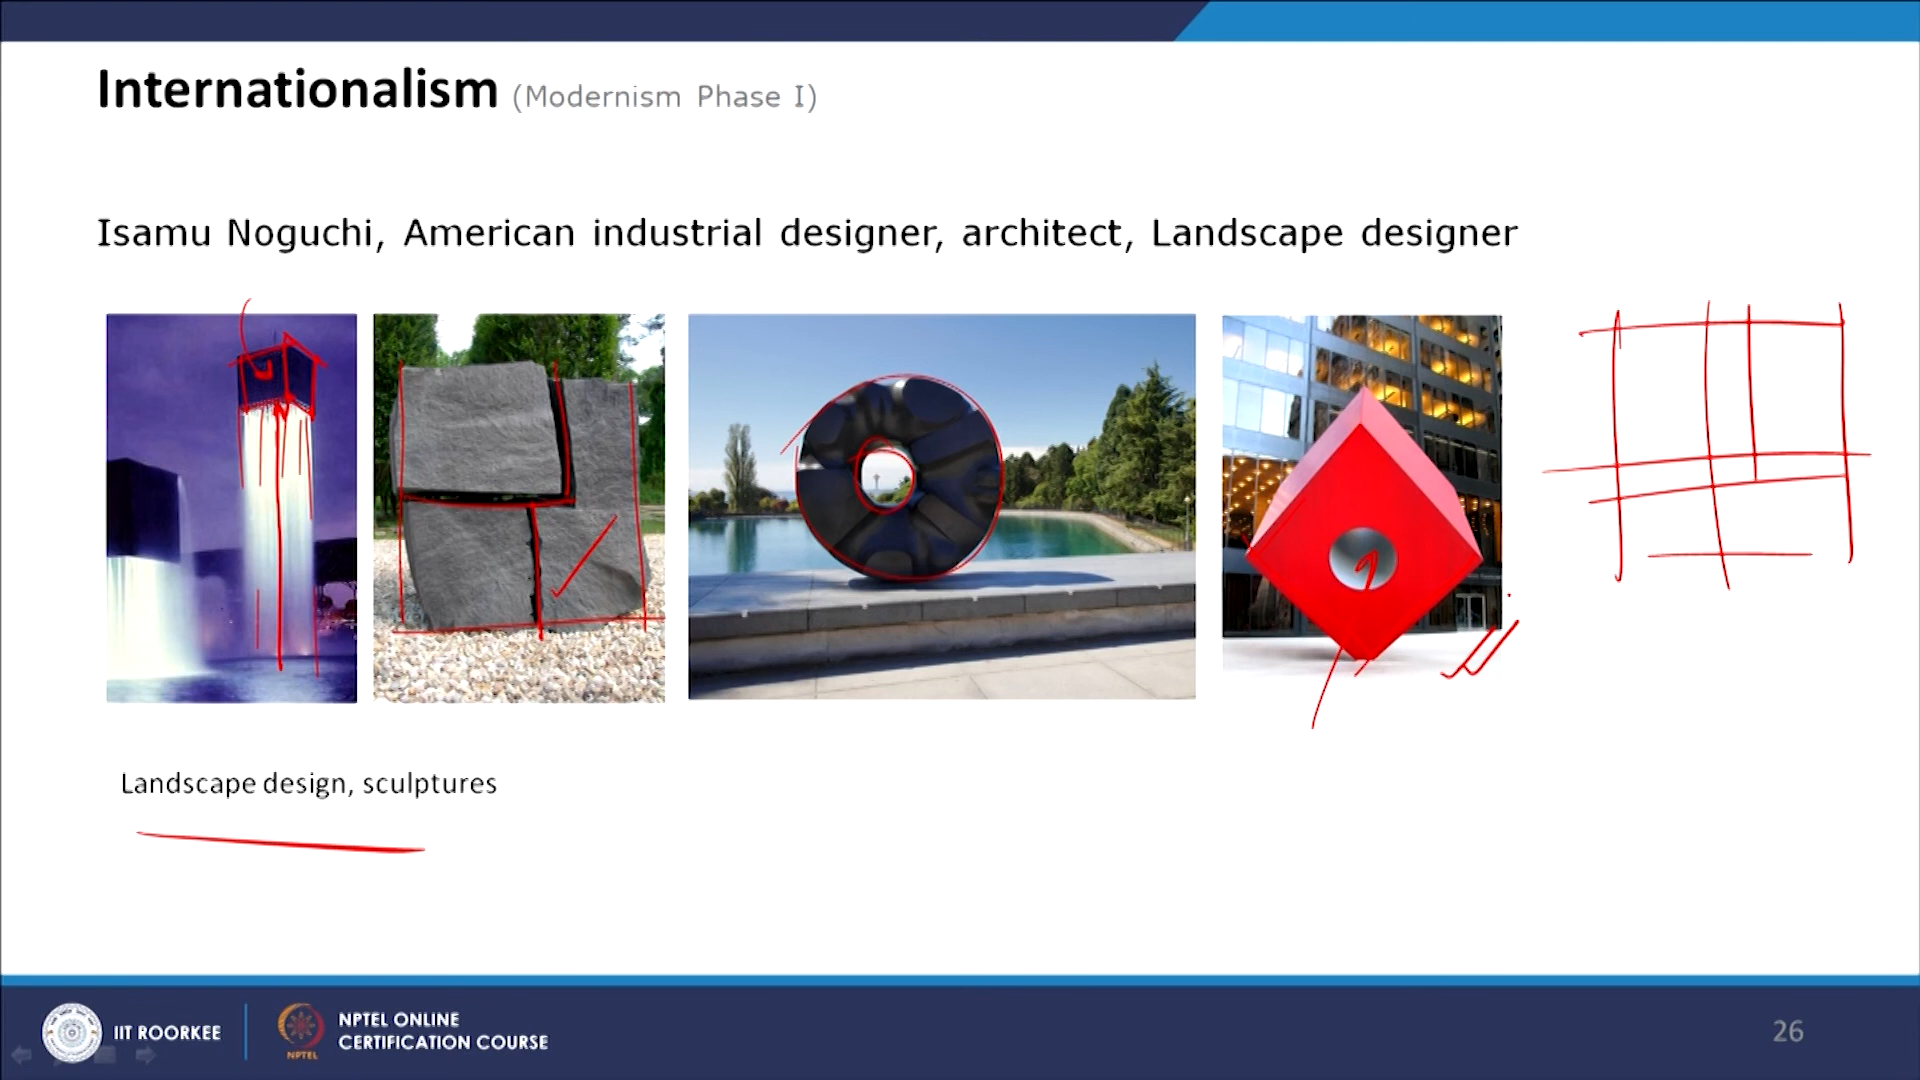 Internationalism (Modernism Phase I)
Isamu Noguchi, American industrial designer, architect, Landscape designer
Landscape design, sculptures
IIT ROORKEE
NPTEL
NPTEL ONLINE
CERTIFICATION COURSE
26